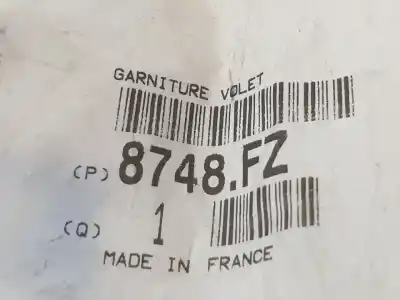 GARNITURE VOLET
(P) 8748.FZ
(Q) 1
MADE IN FRANCE